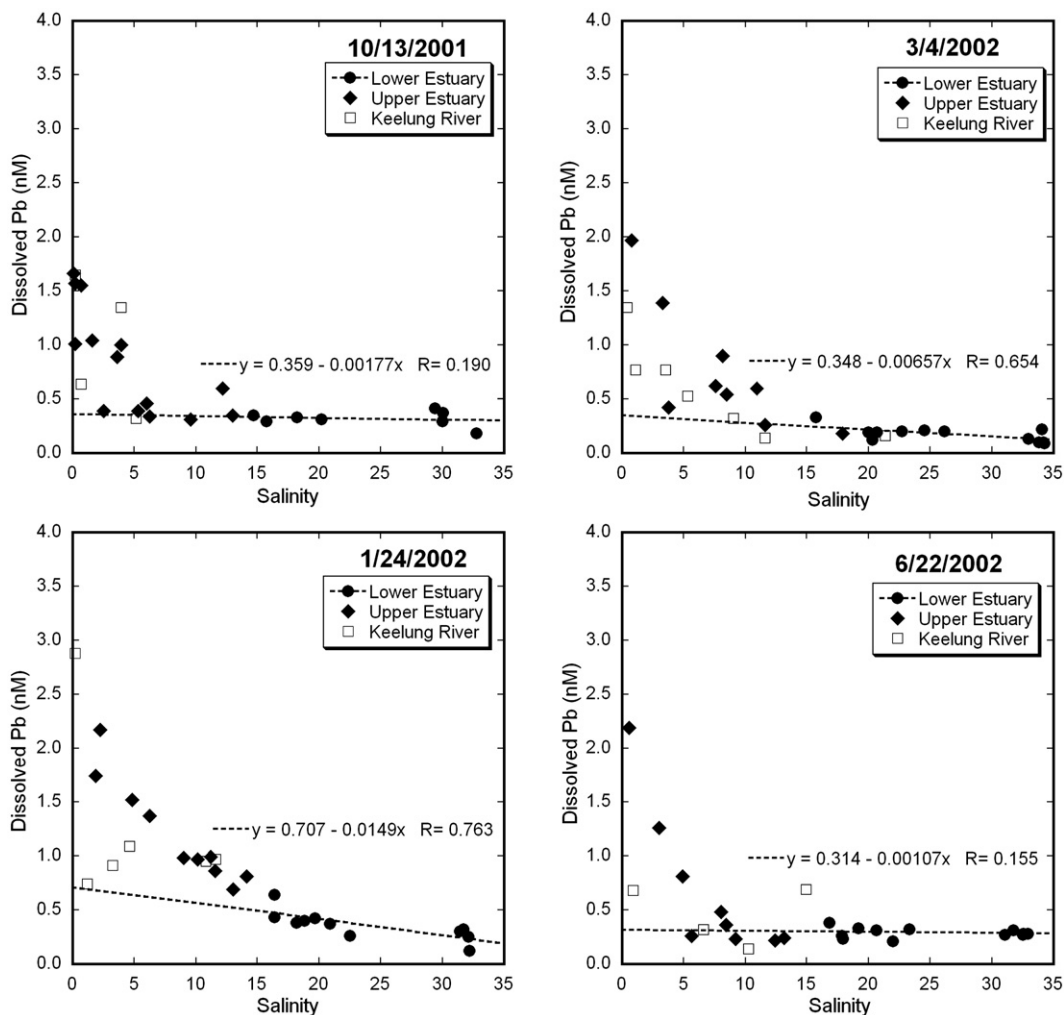 10/13/2001
Lower Estuary
Upper Estuary
Keelung River
4.0
3.5
3.0
2.5
2.0
1.5
1.0
0.5
0.0
Dissolved Pb (nM)
y = 0.359 - 0.00177x R= 0.190
0 5 10 15 20 25 30 35
Salinity
3/4/2002
Lower Estuary
Upper Estuary
Keelung River
4.0
3.5
3.0
2.5
2.0
1.5
1.0
0.5
0.0
Dissolved Pb (nM)
y = 0.348 - 0.00657x R= 0.654
0 5 10 15 20 25 30 35
Salinity
1/24/2002
Lower Estuary
Upper Estuary
Keelung River
4.0
3.5
3.0
2.5
2.0
1.5
1.0
0.5
0.0
Dissolved Pb (nM)
y = 0.707 - 0.0149x R= 0.763
0 5 10 15 20 25 30 35
Salinity
6/22/2002
Lower Estuary
Upper Estuary
Keelung River
4.0
3.5
3.0
2.5
2.0
1.5
1.0
0.5
0.0
Dissolved Pb (nM)
y = 0.314 - 0.00107x R= 0.155
0 5 10 15 20 25 30 35
Salinity